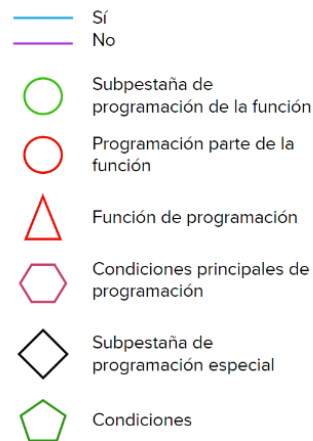 Sí
No
Subpestaña de
programación de la función
Programación parte de la
función
Función de programación
Condiciones principales de
programación
Subpestaña de
programación especial
Condiciones